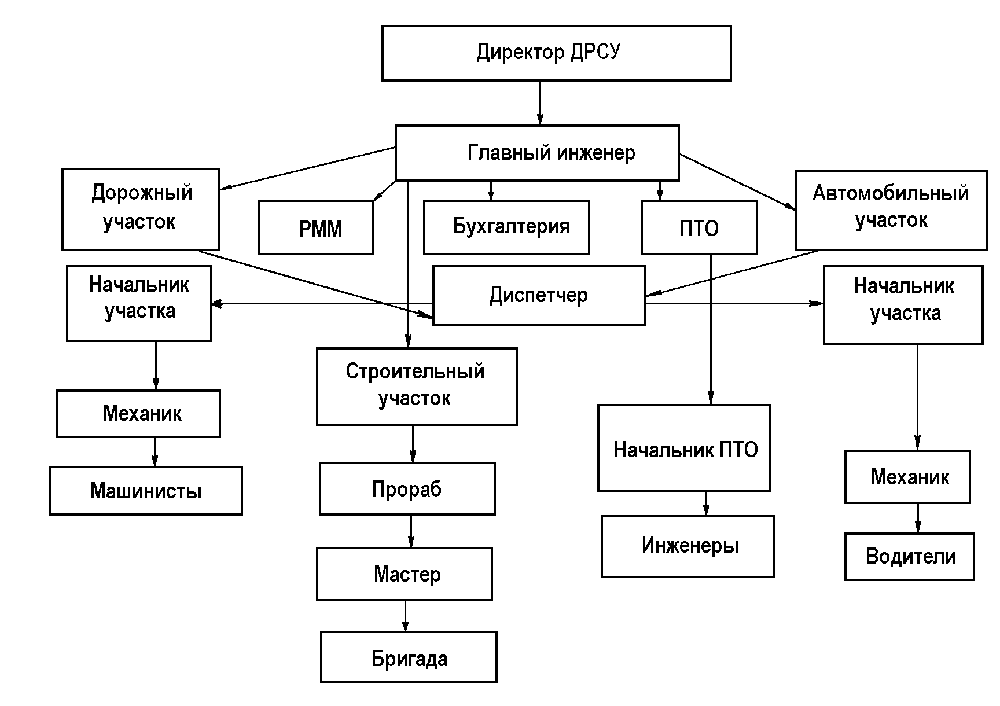 Директор ДРСУ
Главный инженер
Дорожный
участок
РММ
Бухгалтерия
ПТО
Автомобильный
участок
Начальник
участка
Диспетчер
Начальник
участка
Строительный
участок
Механик
Начальник ПТО
Механик
Машинисты
Прораб
Инженеры
Водители
Мастер
Бригада